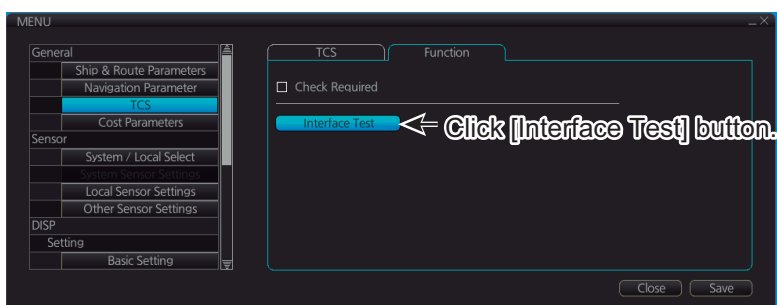 MENU
General
Ship & Route Parameters
Navigation Parameter
TCS
Cost Parameters
Sensor
System / Local Select
System Sensor Settings
Local Sensor Settings
Other Sensor Settings
DISP
Setting
Basic Setting
TCS
Function
Check Required
Interface Test
Click [Interface Test] button.
Close
Save